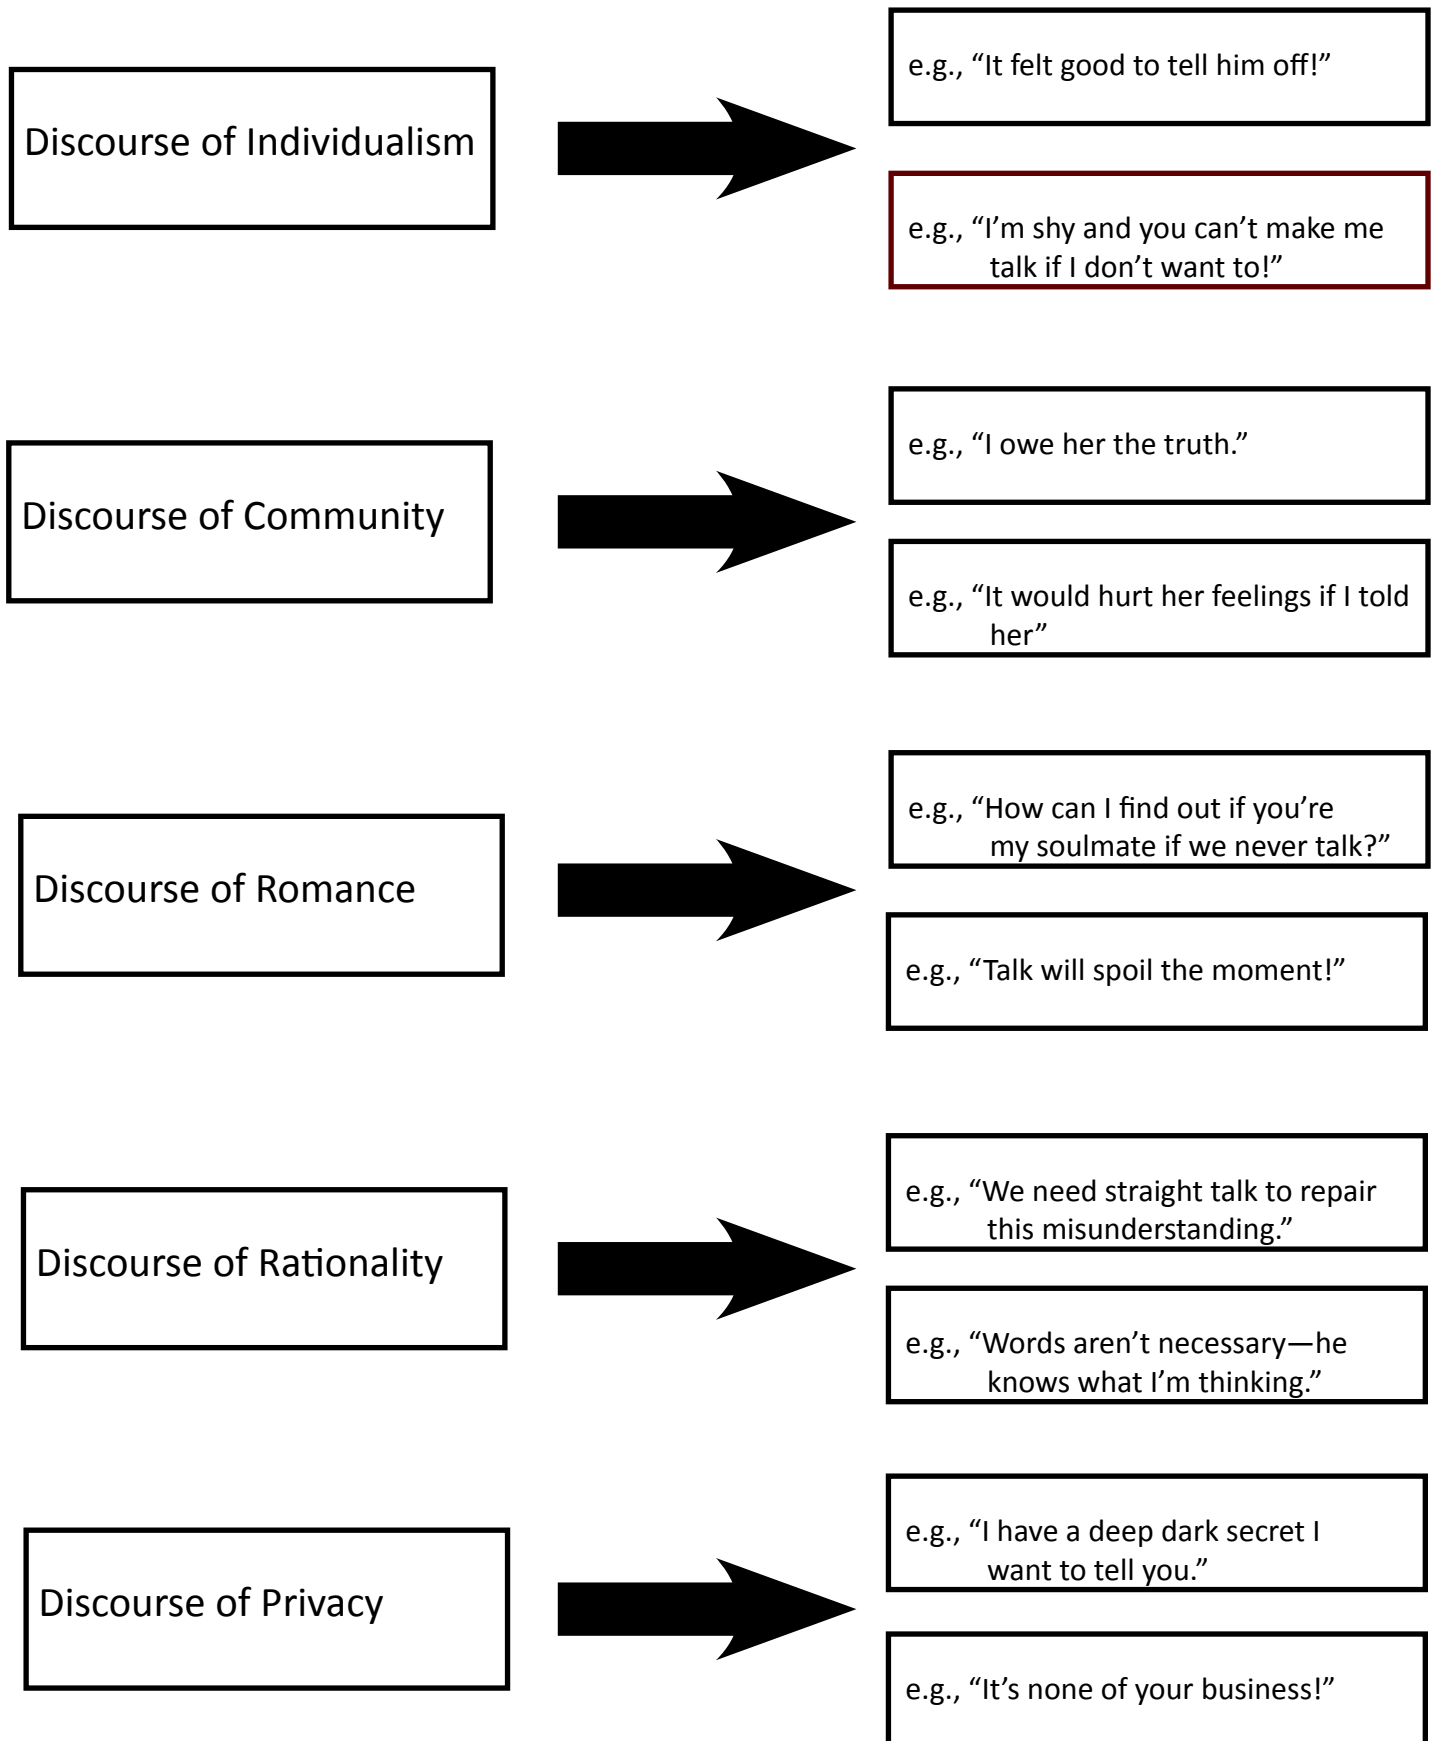 Discourse of Individualism
e.g., “It felt good to tell him off!”
e.g., “I’m shy and you can’t make me
talk if I don’t want to!”
Discourse of Community
e.g., “I owe her the truth.”
e.g., “It would hurt her feelings if I told
her”
Discourse of Romance
e.g., “How can I find out if you’re
my soulmate if we never talk?”
e.g., “Talk will spoil the moment!”
Discourse of Rationality
e.g., “We need straight talk to repair
this misunderstanding.”
e.g., “Words aren’t necessary—he
knows what I’m thinking.”
Discourse of Privacy
e.g., “I have a deep dark secret I
want to tell you.”
e.g., “It’s none of your business!”